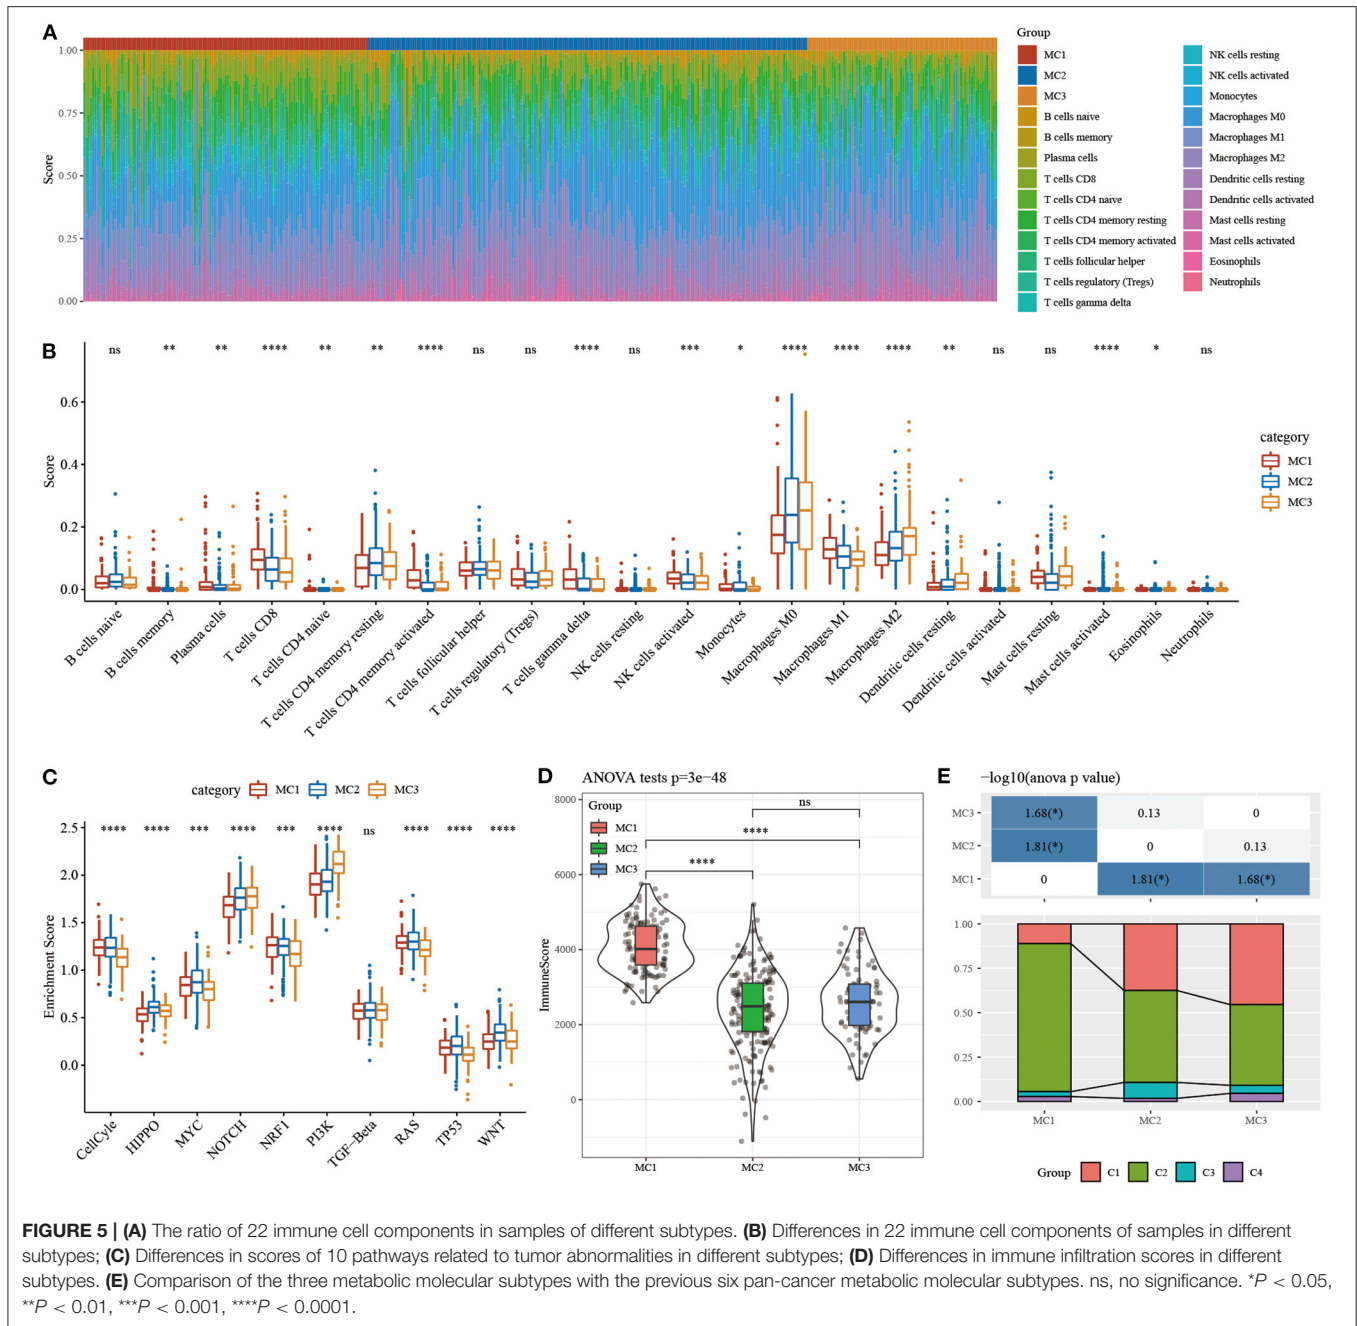 A
Group
MC1
MC2
MC3
B cells naive
B cells memory
Plasma cells
T cells CD8
T cells CD4 naive
T cells CD4 memory resting
T cells CD4 memory activated
T cells follicular helper
T cells regulatory (Tregs)
T cells gamma delta
NK cells resting
NK cells activated
Monocytes
Macrophages M0
Macrophages M1
Macrophages M2
Dendritic cells resting
Dendritic cells activated
Mast cells resting
Mast cells activated
Eosinophils
Neutrophils
Score
1.00
0.75
0.50
0.25
0.00
B
ns ** ** **** ** ** **** ns ns **** ns *** * **** **** **** ** ns ns **** * ns
Score
0.6
0.4
0.2
0.0
category
MC1
MC2
MC3
B cells naive
B cells memory
Plasma cells
T cells CD8
T cells CD4 naive
T cells CD4 memory resting
T cells CD4 memory activated
T cells follicular helper
T cells regulatory (Tregs)
T cells gamma delta
NK cells resting
NK cells activated
Monocytes
Macrophages M0
Macrophages M1
Macrophages M2
Dendritic cells resting
Dendritic cells activated
Mast cells resting
Mast cells activated
Eosinophils
Neutrophils
C
category MC1 MC2 MC3
**** **** *** **** *** **** ns **** **** ****
Enrichment Score
2.5
2.0
1.5
1.0
0.5
0.0
CellCyle
HIPPO
MYC
NOTCH
NRF1
PI3K
TGF−Beta
RAS
TP53
WNT
D
ANOVA tests p=3e−48
Group
MC1
MC2
MC3
ns
****
****
ImmuneScore
8000
6000
4000
2000
0
MC1 MC2 MC3
E
−log10(anova p value)
MC3 1.68(*) 0.13 0
MC2 1.81(*) 0 0.13
MC1 0 1.81(*) 1.68(*)
1.00
0.75
0.50
0.25
0.00
MC1 MC2 MC3
Group C1 C2 C3 C4
FIGURE 5 | (A) The ratio of 22 immune cell components in samples of different subtypes. (B) Differences in 22 immune cell components of samples in different
subtypes; (C) Differences in scores of 10 pathways related to tumor abnormalities in different subtypes; (D) Differences in immune infiltration scores in different
subtypes. (E) Comparison of the three metabolic molecular subtypes with the previous six pan-cancer metabolic molecular subtypes. ns, no significance. *P < 0.05,
**P < 0.01, ***P < 0.001, ****P < 0.0001.